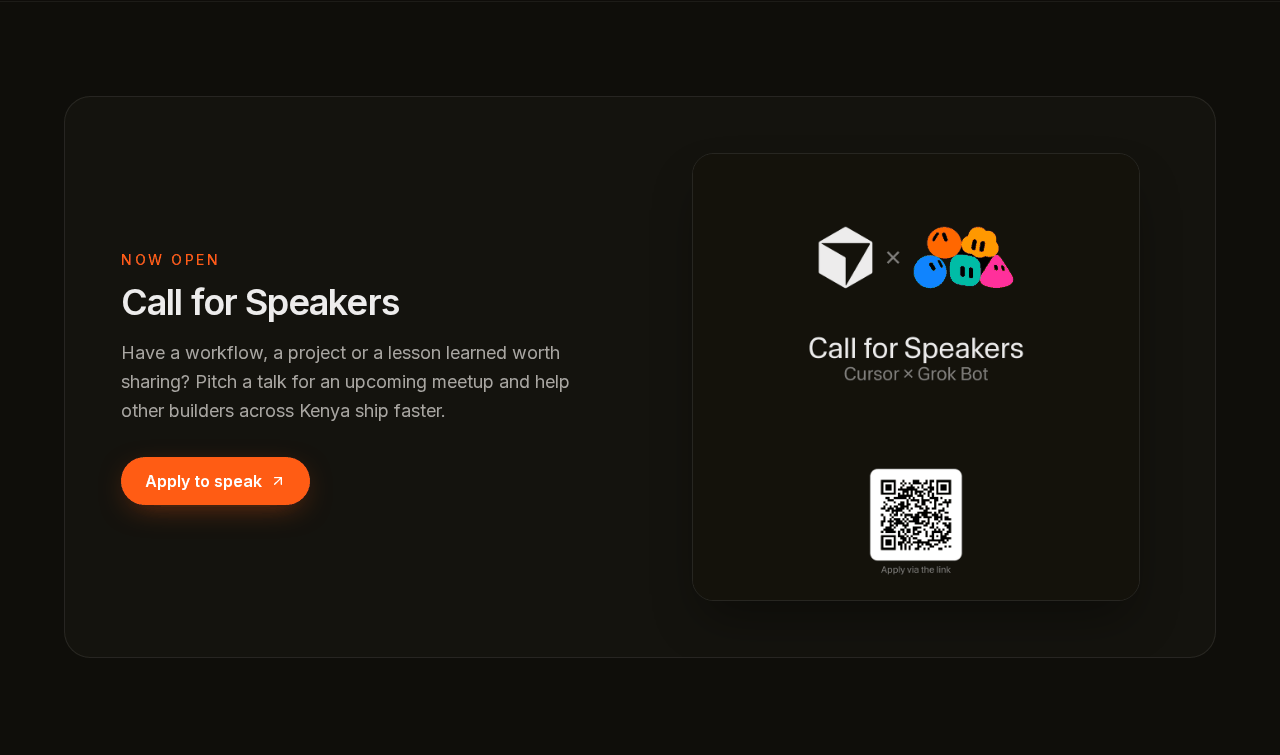 NOW OPEN
Call for Speakers
Have a workflow, a project or a lesson learned worth
sharing? Pitch a talk for an upcoming meetup and help
other builders across Kenya ship faster.
Apply to speak
×
Call for Speakers
Cursor × Grok Bot
Apply via the link